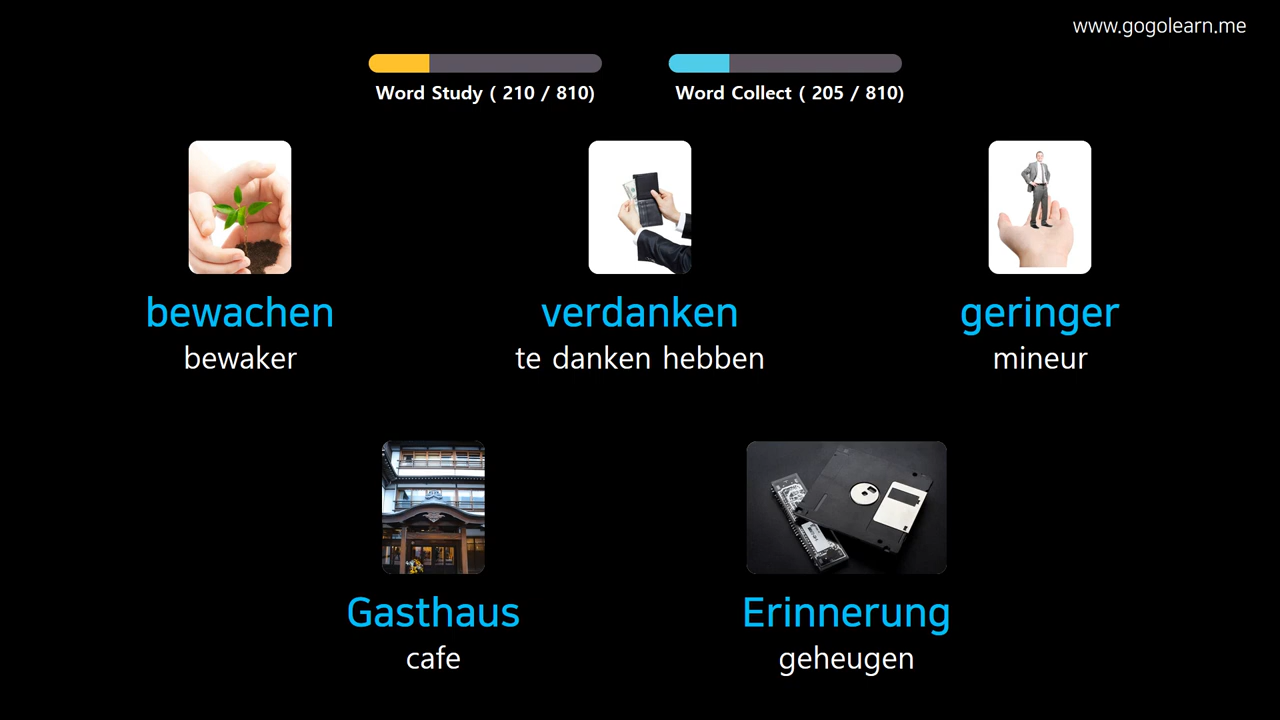 www.gogolearn.me
Word Study ( 210 / 810)
Word Collect ( 205 / 810)
bewachen
bewaker
verdanken
te danken hebben
geringer
mineur
Gasthaus
cafe
Erinnerung
geheugen